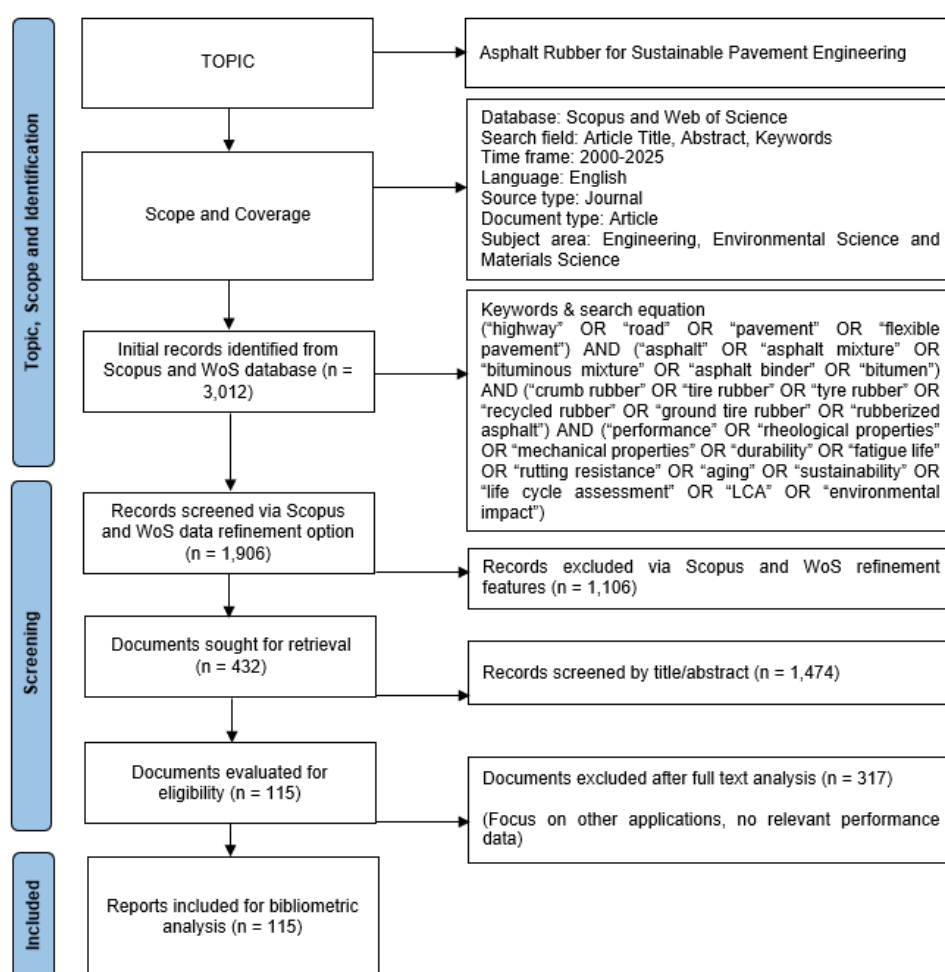 Topic, Scope and Identification
TOPIC
Asphalt Rubber for Sustainable Pavement Engineering
Scope and Coverage
Database: Scopus and Web of Science
Search field: Article Title, Abstract, Keywords
Time frame: 2000-2025
Language: English
Source type: Journal
Document type: Article
Subject area: Engineering, Environmental Science and
Materials Science
Initial records identified from
Scopus and WoS database (n =
3,012)
Keywords & search equation
(“highway” OR “road” OR “pavement” OR “flexible
pavement”) AND (“asphalt” OR “asphalt mixture” OR
“bituminous mixture” OR “asphalt binder” OR “bitumen”)
AND (“crumb rubber” OR “tire rubber” OR “tyre rubber” OR
“recycled rubber” OR “ground tire rubber” OR “rubberized
asphalt”) AND (“performance” OR “rheological properties”
OR “mechanical properties” OR “durability” OR “fatigue life”
OR “rutting resistance” OR “aging” OR “sustainability” OR
“life cycle assessment” OR “LCA” OR “environmental
impact”)
Screening
Records screened via Scopus
and WoS data refinement option
(n = 1,906)
Records excluded via Scopus and WoS refinement
features (n = 1,106)
Documents sought for retrieval
(n = 432)
Records screened by title/abstract (n = 1,474)
Documents evaluated for
eligibility (n = 115)
Documents excluded after full text analysis (n = 317)
(Focus on other applications, no relevant performance
data)
Included
Reports included for bibliometric
analysis (n = 115)